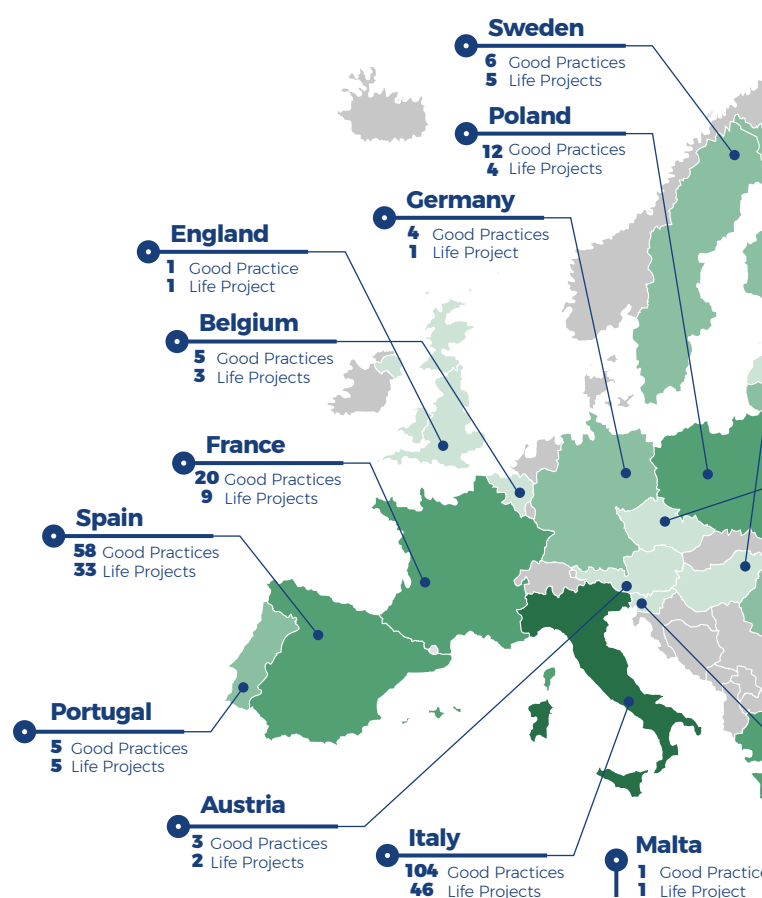 Sweden
6 Good Practices
5 Life Projects
Poland
12 Good Practices
4 Life Projects
Germany
4 Good Practices
1 Life Project
England
1 Good Practice
1 Life Project
Belgium
5 Good Practices
3 Life Projects
France
20 Good Practices
9 Life Projects
Spain
58 Good Practices
33 Life Projects
Portugal
5 Good Practices
5 Life Projects
Austria
3 Good Practices
2 Life Projects
Italy
104 Good Practices
46 Life Projects
Malta
1 Good Practice
1 Life Project